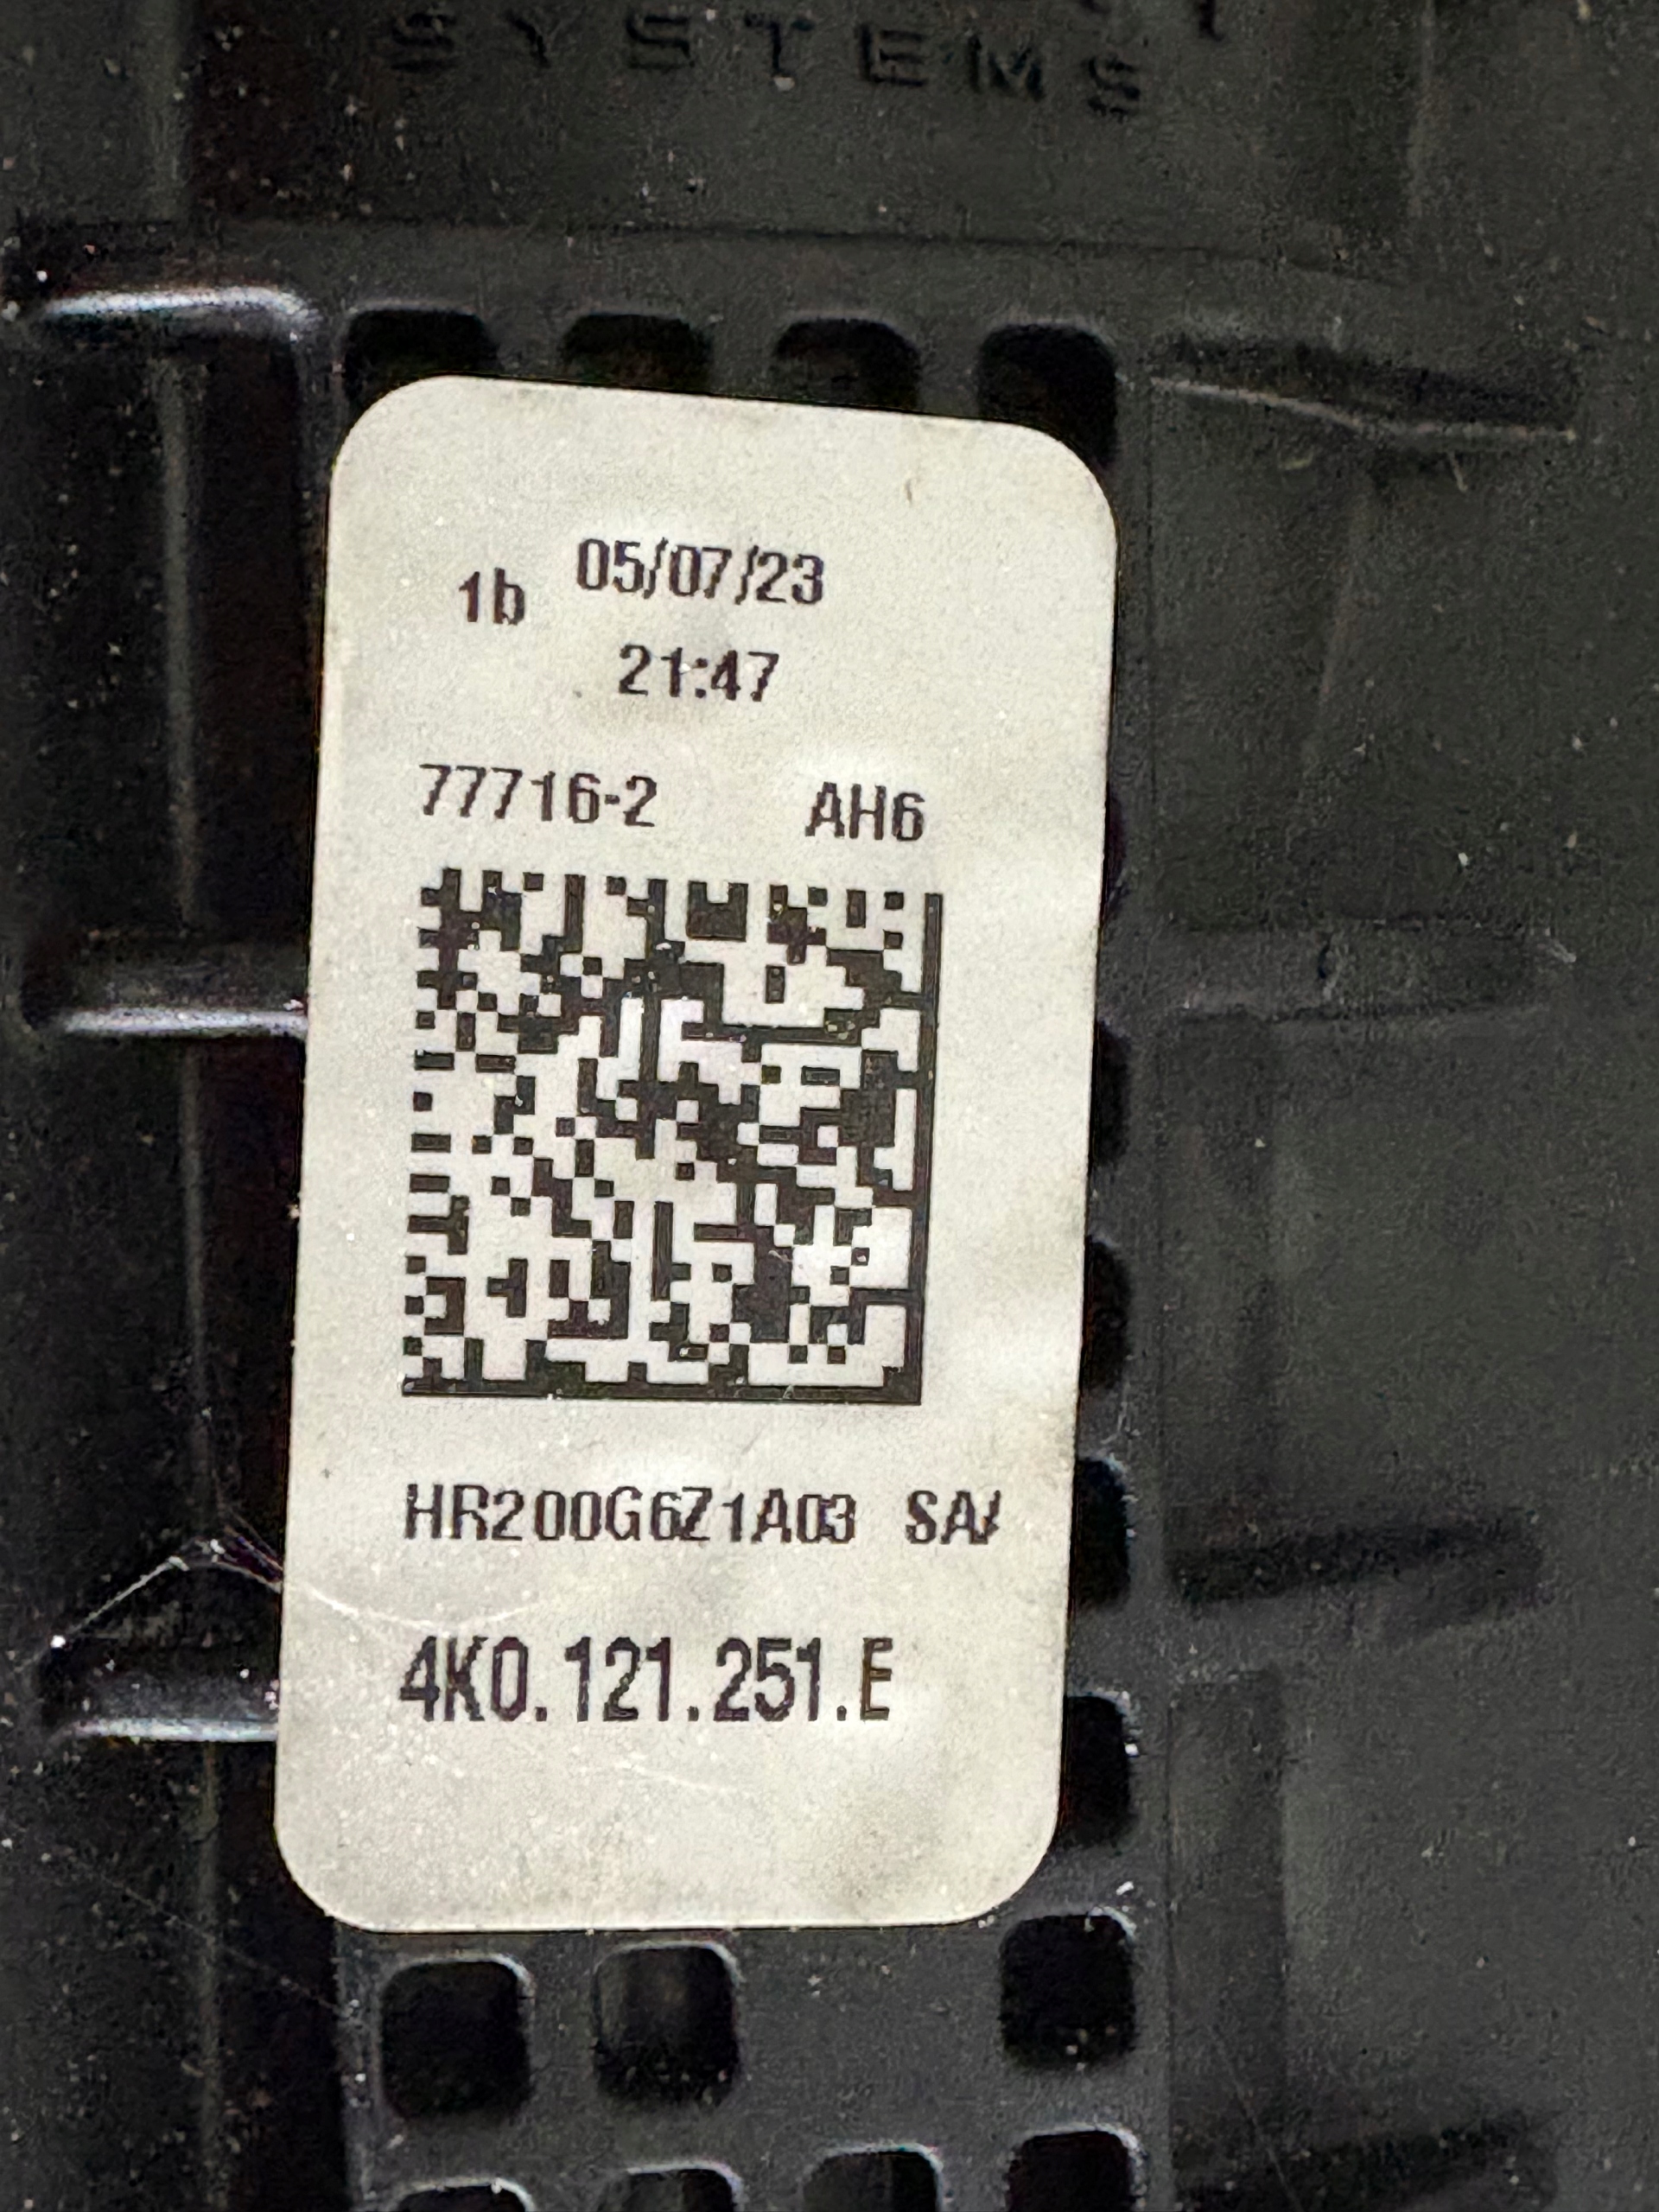 SYSTEMS
1b 05/07/23
21:47
77716-2 AH6
HR200G6Z1A03 SA/
4K0.121.251.E